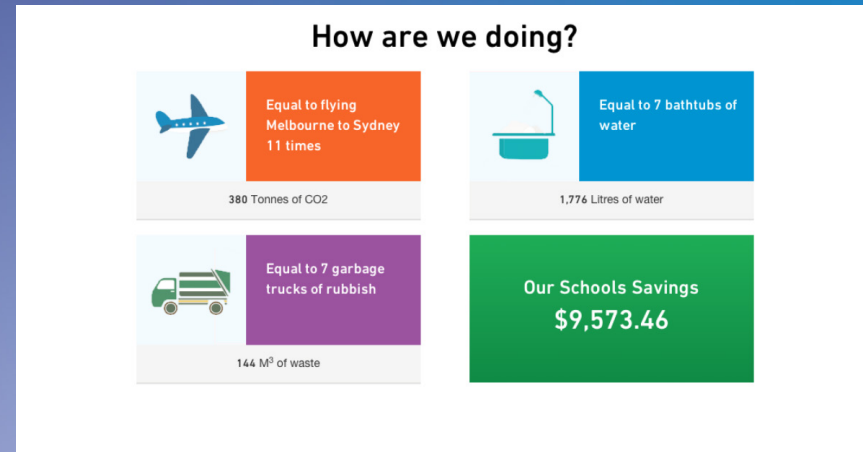 How are we doing?
Equal to flying
Melbourne to Sydney
11 times
380 Tonnes of CO2
Equal to 7 bathtubs of
water
1,776 Litres of water
Equal to 7 garbage
trucks of rubbish
144 M³ of waste
Our Schools Savings
$9,573.46